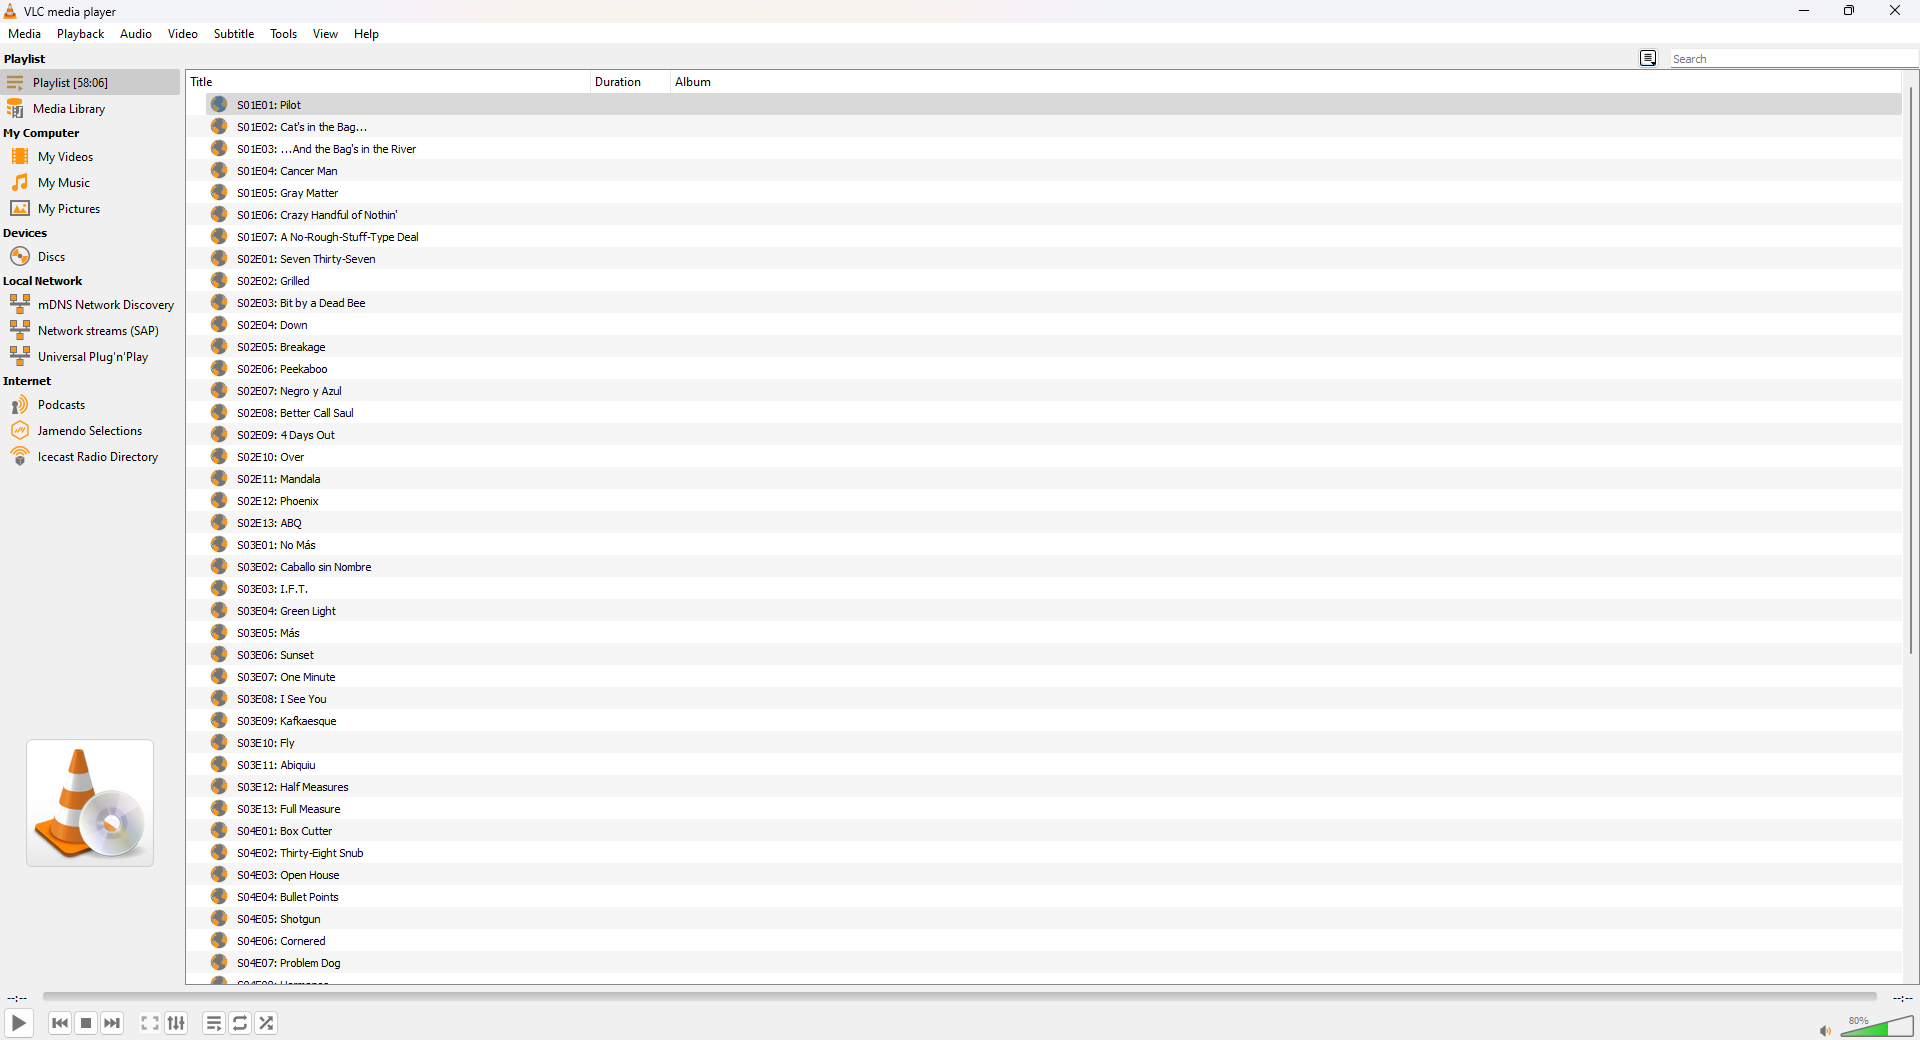 VLC media player
Media Playback Audio Video Subtitle Tools View Help
Playlist
Search
Playlist [58:06]
Media Library
My Computer
My Videos
My Music
My Pictures
Devices
Discs
Local Network
mDNS Network Discovery
Network streams (SAP)
Universal Plug'n'Play
Internet
Podcasts
Jamendo Selections
Icecast Radio Directory
Title Duration Album
S01E01: Pilot
S01E02: Cat's in the Bag...
S01E03: ...And the Bag's in the River
S01E04: Cancer Man
S01E05: Gray Matter
S01E06: Crazy Handful of Nothin'
S01E07: A No-Rough-Stuff-Type Deal
S02E01: Seven Thirty-Seven
S02E02: Grilled
S02E03: Bit by a Dead Bee
S02E04: Down
S02E05: Breakage
S02E06: Peekaboo
S02E07: Negro y Azul
S02E08: Better Call Saul
S02E09: 4 Days Out
S02E10: Over
S02E11: Mandala
S02E12: Phoenix
S02E13: ABQ
S03E01: No Más
S03E02: Caballo sin Nombre
S03E03: I.F.T.
S03E04: Green Light
S03E05: Más
S03E06: Sunset
S03E07: One Minute
S03E08: I See You
S03E09: Kafkaesque
S03E10: Fly
S03E11: Abiquiu
S03E12: Half Measures
S03E13: Full Measure
S04E01: Box Cutter
S04E02: Thirty-Eight Snub
S04E03: Open House
S04E04: Bullet Points
S04E05: Shotgun
S04E06: Cornered
S04E07: Problem Dog
--:-- --:--
80%